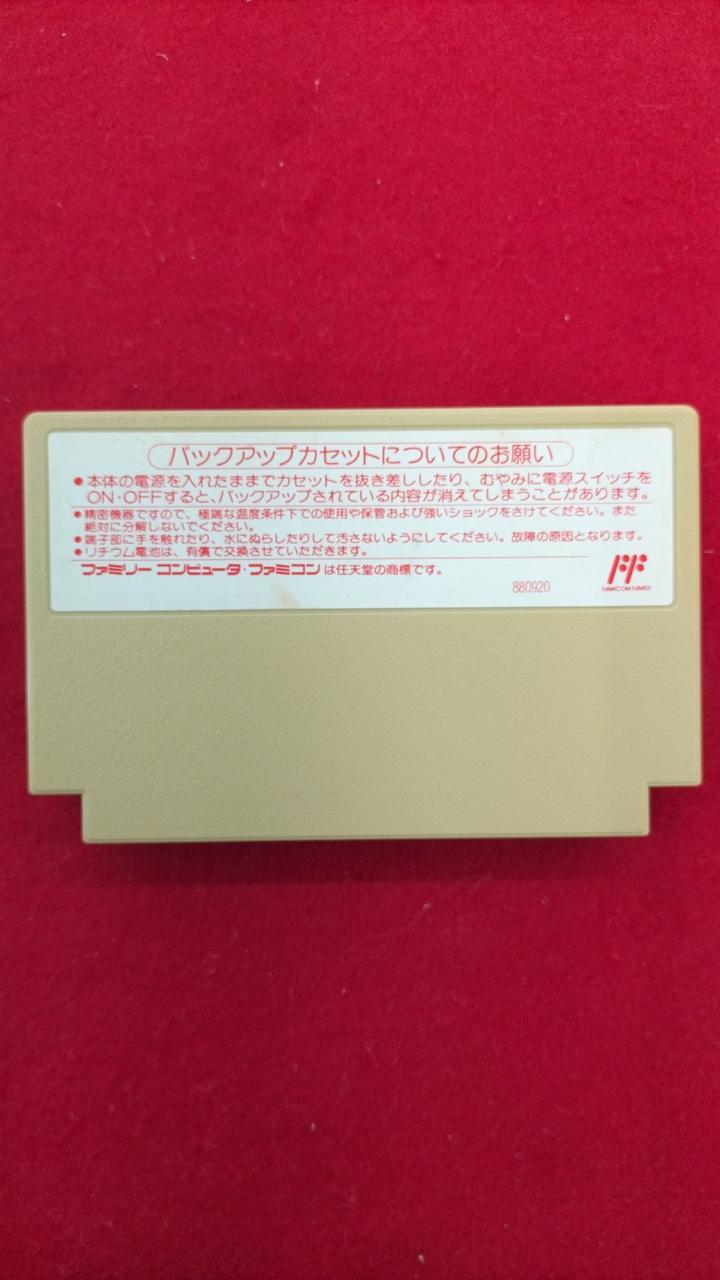 バックアップカセットについてのお願い
●本体の電源を入れたままでカセットを抜き差ししたり、むやみに電源スイッチを
ON・OFFすると、バックアップされている内容が消えてしまうことがあります。
●精密機器ですので、極端な温度条件下での使用や保管および強いショックをさけてください。また
絶対に分解しないでください。
●端子部に手を触れたり、水にぬらしたりして汚さないようにしてください。故障の原因となります。
●リチウム電池は、有償で交換させていただきます。
ファミリー コンピュータ・ファミコンは任天堂の商標です。
880920
FAMICOM FAMILY